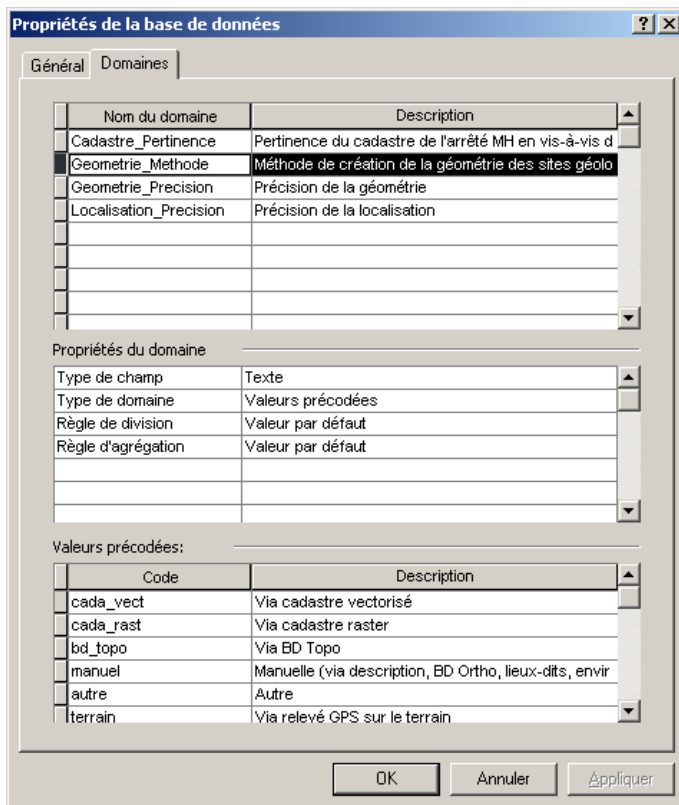 Propriétés de la base de données
Général Domaines
Nom du domaine Description
Cadastre_Pertinence Pertinence du cadastre de l'arrêté MH en vis-à-vis d
Geometrie_Methode Méthode de création de la géométrie des sites géolo
Geometrie_Precision Précision de la géométrie
Localisation_Precision Précision de la localisation
Propriétés du domaine
Type de champ Texte
Type de domaine Valeurs précodées
Règle de division Valeur par défaut
Règle d'agrégation Valeur par défaut
Valeurs précodées:
Code Description
cada_vect Via cadastre vectorisé
cada_rast Via cadastre raster
bd_topo Via BD Topo
manuel Manuelle (via description, BD Ortho, lieux-dits, envir
autre Autre
terrain Via relevé GPS sur le terrain
OK Annuler Appliquer